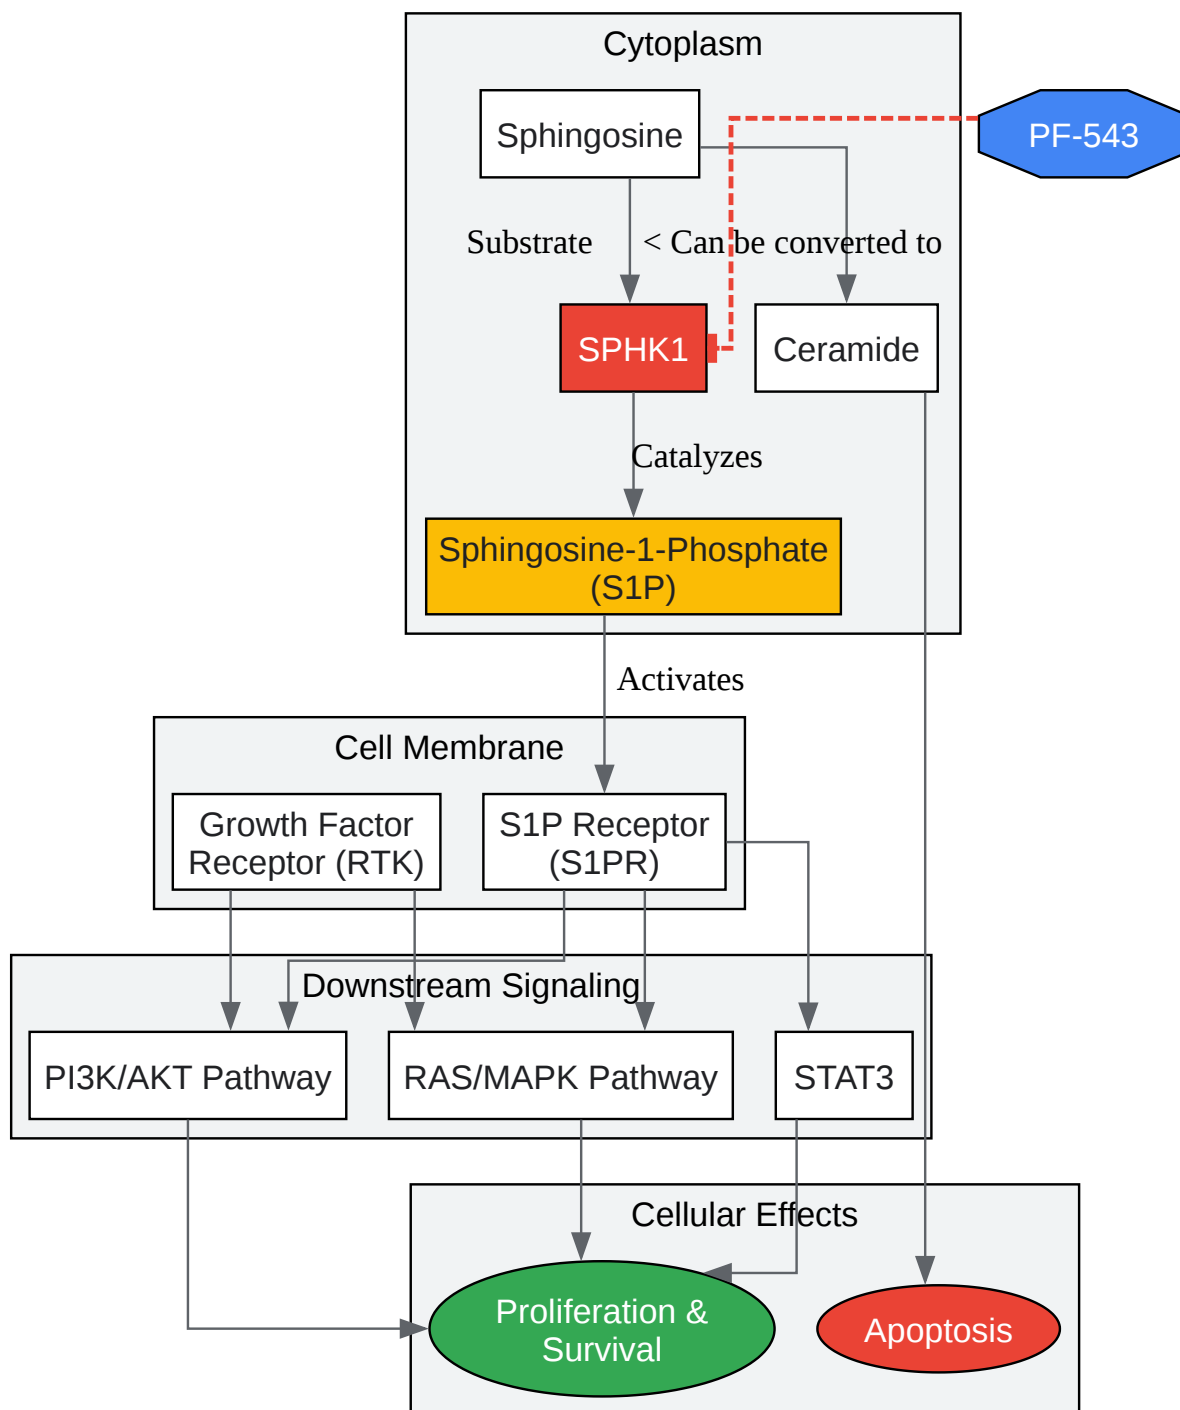 Cytoplasm
Sphingosine
PF-543
Substrate
< Can be converted to
SPHK1
Ceramide
Catalyzes
Sphingosine-1-Phosphate
(S1P)
Activates
Cell Membrane
Growth Factor
Receptor (RTK)
S1P Receptor
(S1PR)
Downstream Signaling
PI3K/AKT Pathway
RAS/MAPK Pathway
STAT3
Cellular Effects
Proliferation &
Survival
Apoptosis